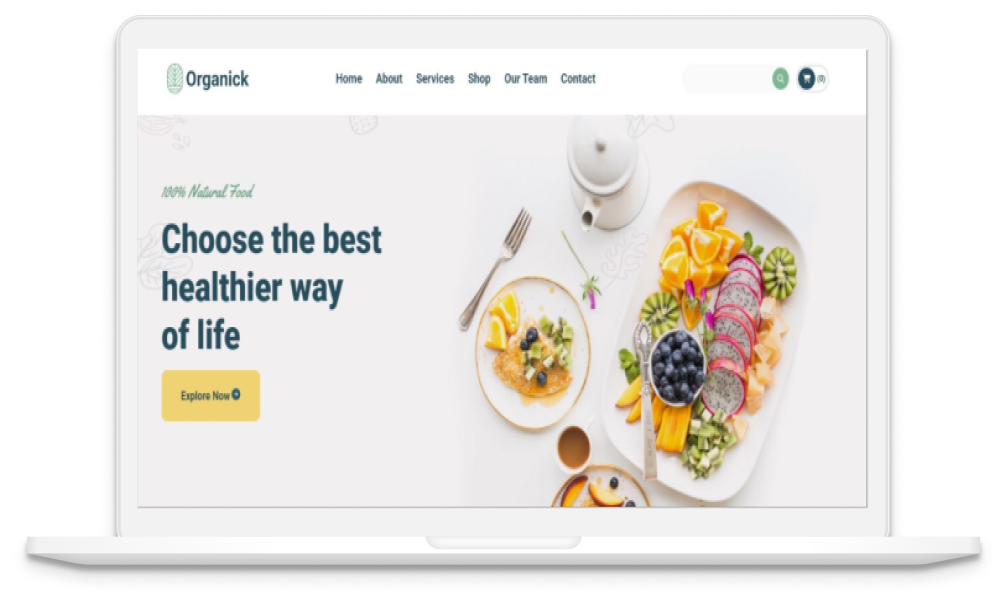 Organick
Home About Services Shop Our Team Contact
(0)
100% Natural Food
Choose the best
healthier way
of life
Explore Now